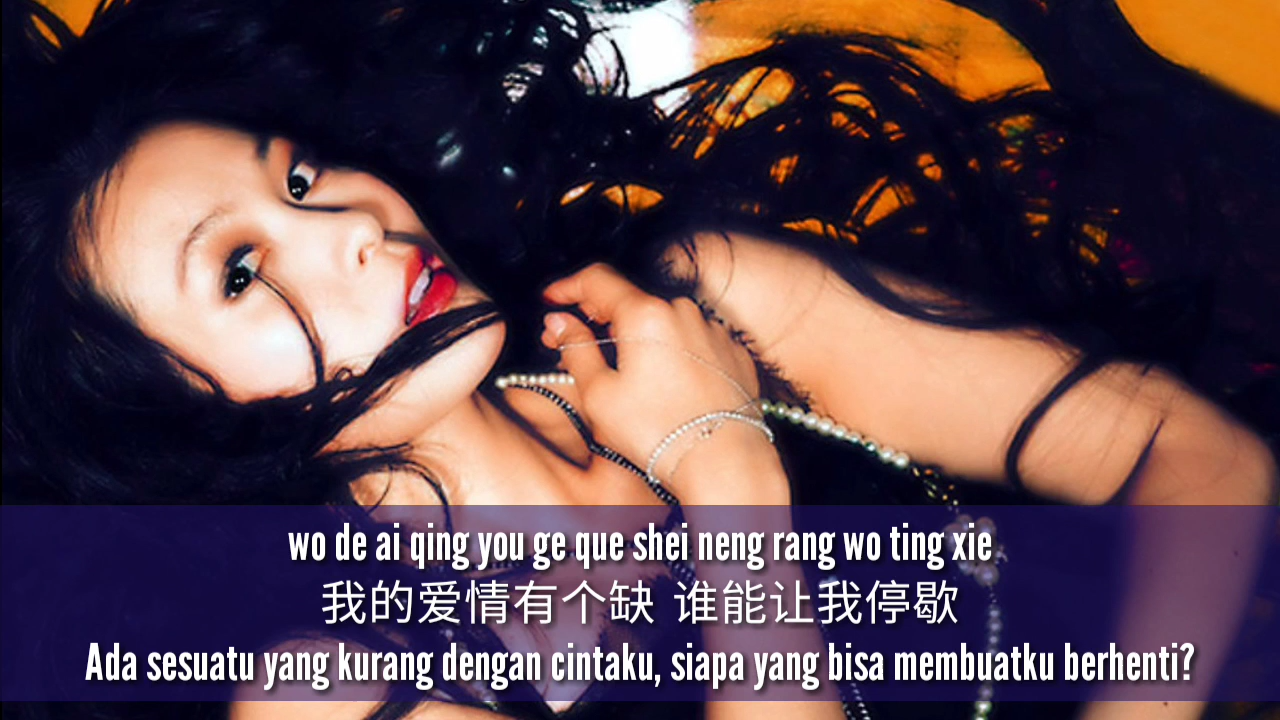 wo de ai qing you ge que shei neng rang wo ting xie
我的爱情有个缺 谁能让我停歇
Ada sesuatu yang kurang dengan cintaku, siapa yang bisa membuatku berhenti?